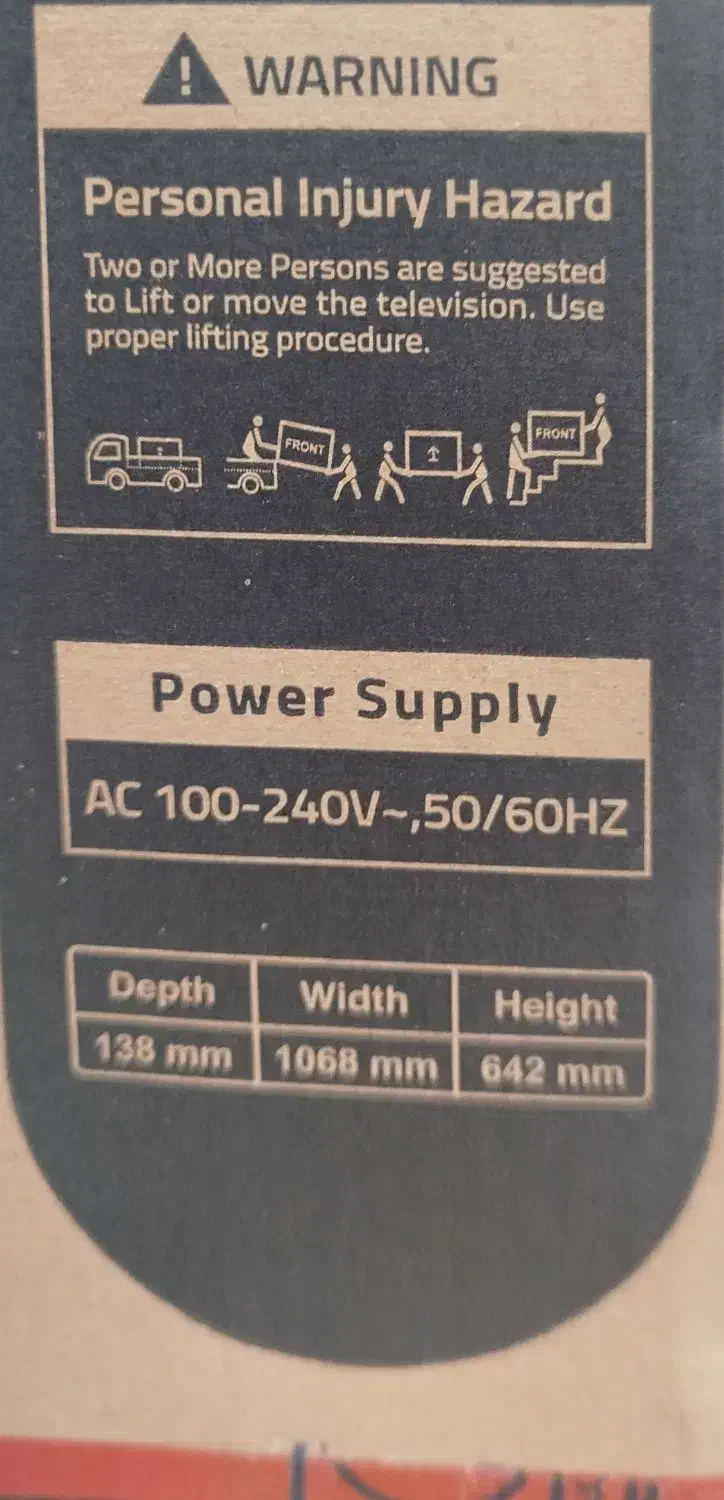 WARNING
Personal Injury Hazard
Two or More Persons are suggested
to Lift or move the television. Use
proper lifting procedure.
FRONT
FRONT
Power Supply
AC 100-240V~,50/60HZ
Depth Width Height
138 mm 1068 mm 642 mm